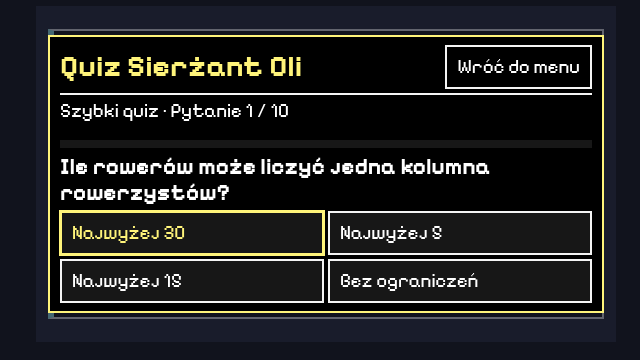 Quiz Sierżant Oli
Wróć do menu
Szybki quiz · Pytanie 1 / 10
Ile rowerów może liczyć jedna kolumna
rowerzystów?
Najwyżej 30
Najwyżej 5
Najwyżej 15
Bez ograniczeń